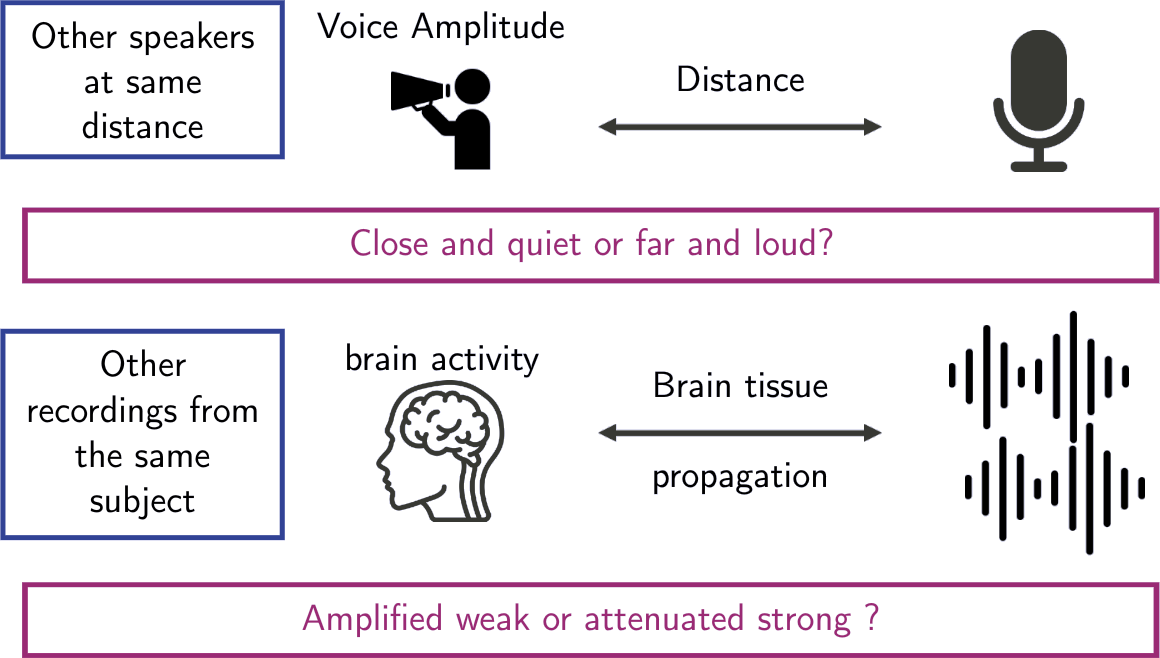 Other speakers
at same
distance
Voice Amplitude
Distance
Close and quiet or far and loud?
Other
recordings from
the same
subject
brain activity
Brain tissue
propagation
Amplified weak or attenuated strong ?